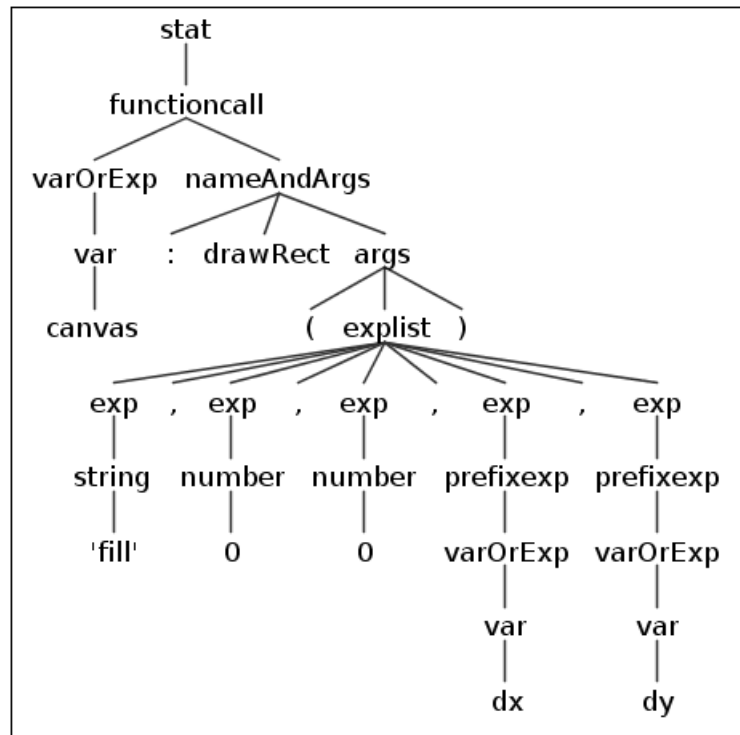 stat
functioncall
varOrExp nameAndArgs
var : drawRect args
canvas ( explist )
exp , exp , exp , exp , exp
string number number prefixexp prefixexp
'fill' 0 0 varOrExp varOrExp
var var
dx dy